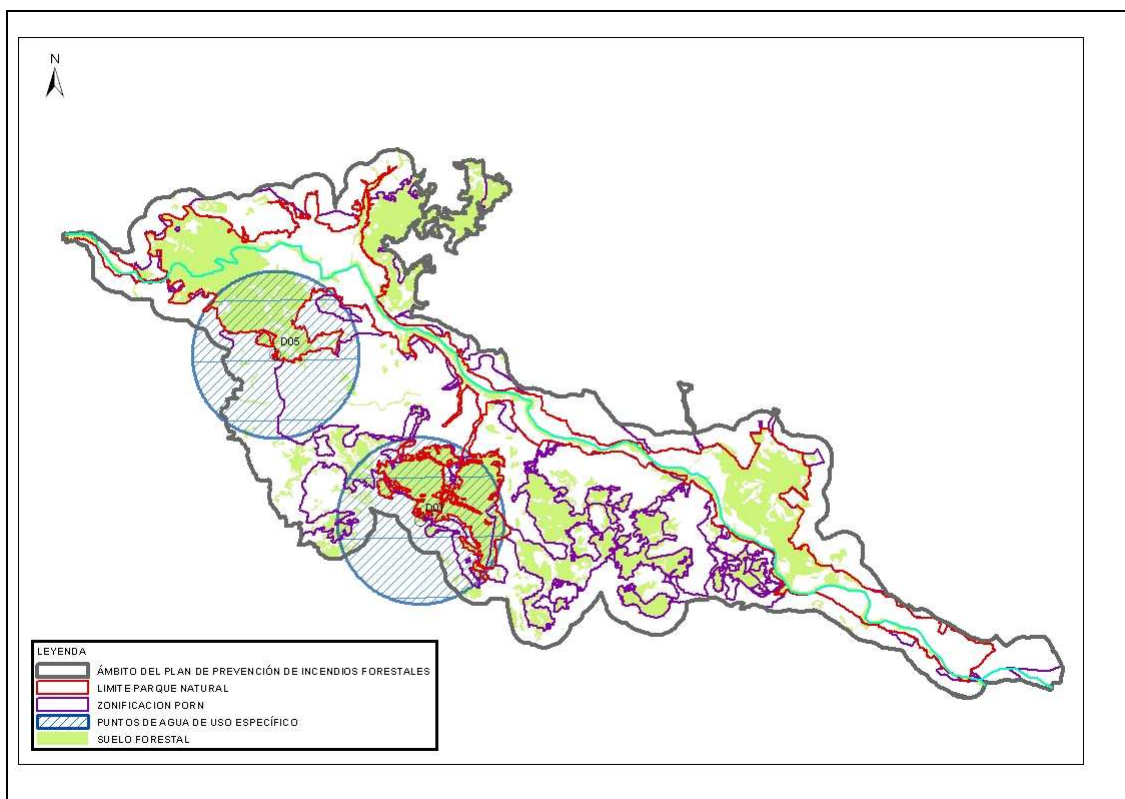 N
D05
LEYENDA
ÁMBITO DEL PLAN DE PREVENCIÓN DE INCENDIOS FORESTALES
LIMITE PARQUE NATURAL
ZONIFICACION PORN
PUNTOS DE AGUA DE USO ESPECÍFICO
SUELO FORESTAL